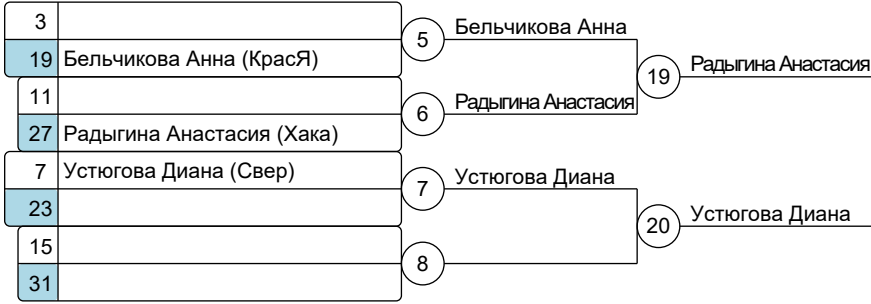 3
5
Бельчикова Анна
19 Бельчикова Анна (КрасЯ)
19
Радыгина Анастасия
11
6
Радыгина Анастасия
27 Радыгина Анастасия (Хака)
7 Устюгова Диана (Свер)
7
Устюгова Диана
23
20
Устюгова Диана
15
8
31